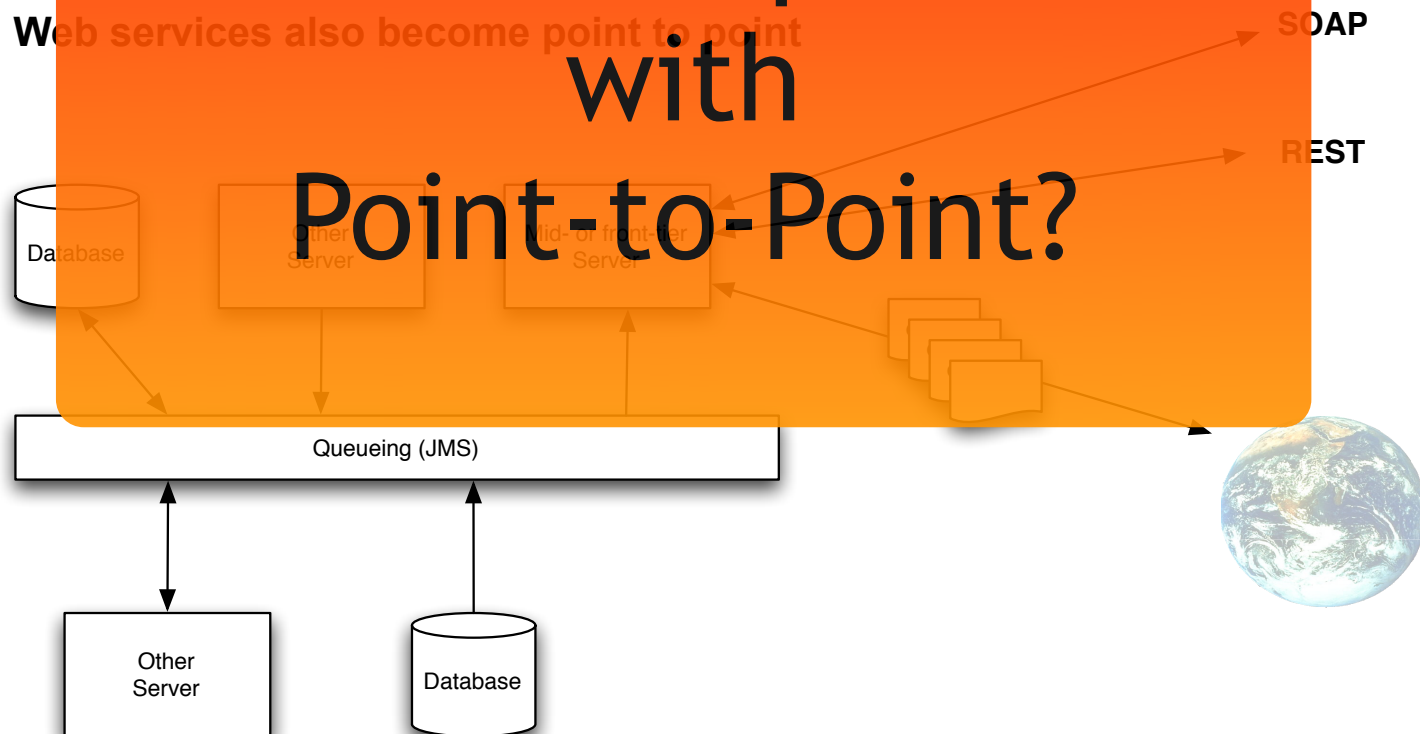 Web services also become point to point
SOAP
with
REST
Point-to-Point?
Database
Other
Server
Mid- or front-tier
Server
Queueing (JMS)
Other
Server
Database